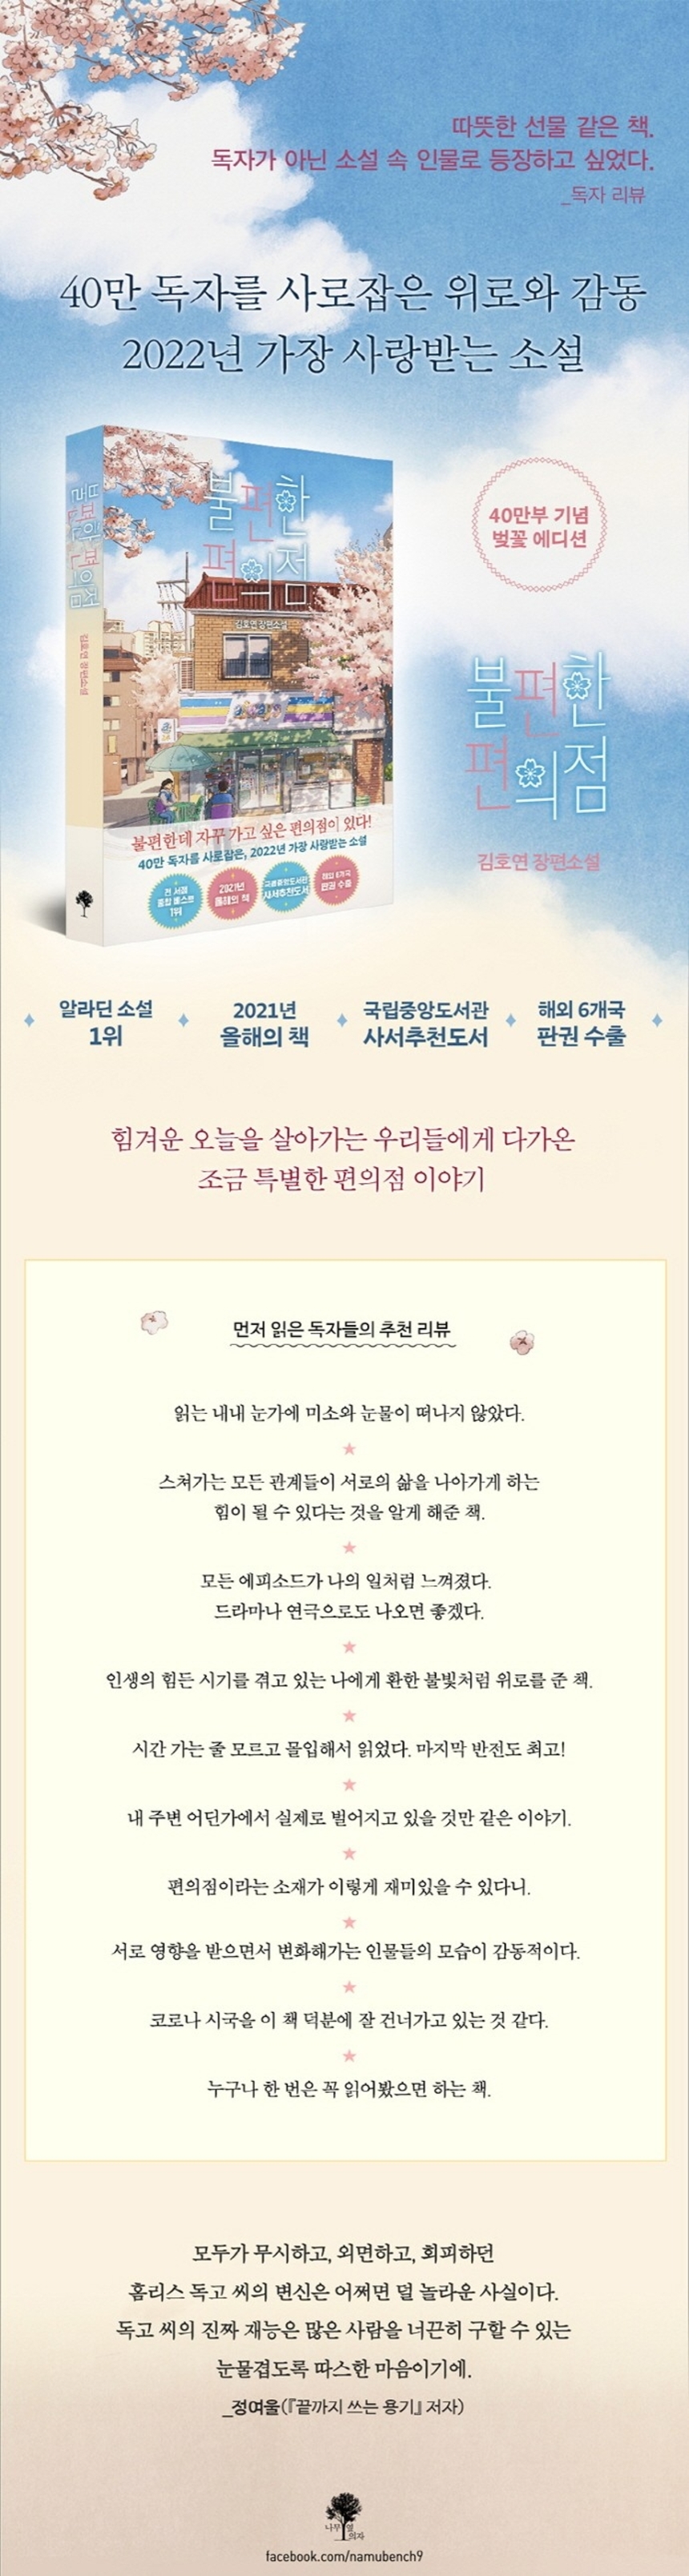 따뜻한 선물 같은 책.
독자가 아닌 소설 속 인물로 등장하고 싶었다.
_독자 리뷰
40만 독자를 사로잡은 위로와 감동
2022년 가장 사랑받는 소설
불편한
편의점
김호연 장편소설
불편한 편의점
김호연 장편소설
불편한데 자꾸 가고 싶은 편의점이 있다!
40만 독자를 사로잡은, 2022년 가장 사랑받는 소설
전 서점
종합 베스트
1위
2021년
올해의 책
국립중앙도서관
사서추천도서
해외 6개국
판권 수출
40만부 기념
벚꽃 에디션
불편한
편의점
김호연 장편소설
알라딘 소설
1위
2021년
올해의 책
국립중앙도서관
사서추천도서
해외 6개국
판권 수출
힘겨운 오늘을 살아가는 우리들에게 다가온
조금 특별한 편의점 이야기
먼저 읽은 독자들의 추천 리뷰
읽는 내내 눈가에 미소와 눈물이 떠나지 않았다.
★
스쳐가는 모든 관계들이 서로의 삶을 나아가게 하는
힘이 될 수 있다는 것을 알게 해준 책.
★
모든 에피소드가 나의 일처럼 느껴졌다.
드라마나 연극으로도 나오면 좋겠다.
★
인생의 힘든 시기를 겪고 있는 나에게 환한 불빛처럼 위로를 준 책.
★
시간 가는 줄 모르고 몰입해서 읽었다. 마지막 반전도 최고!
★
내 주변 어딘가에서 실제로 벌어지고 있을 것만 같은 이야기.
★
편의점이라는 소재가 이렇게 재미있을 수 있다니.
★
서로 영향을 받으면서 변화해가는 인물들의 모습이 감동적이다.
★
코로나 시국을 이 책 덕분에 잘 건너가고 있는 것 같다.
★
누구나 한 번은 꼭 읽어봤으면 하는 책.
모두가 무시하고, 외면하고, 회피하던
홈리스 독고 씨의 변신은 어쩌면 덜 놀라운 사실이다.
독고 씨의 진짜 재능은 많은 사람을 너끈히 구할 수 있는
눈물겹도록 따스한 마음이기에.
_정여울(『끝까지 쓰는 용기』 저자)
나무옆의자
facebook.com/namubench9